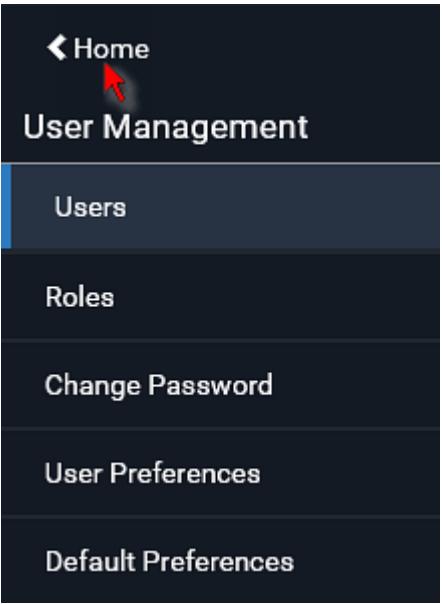 Home
User Management
Users
Roles
Change Password
User Preferences
Default Preferences